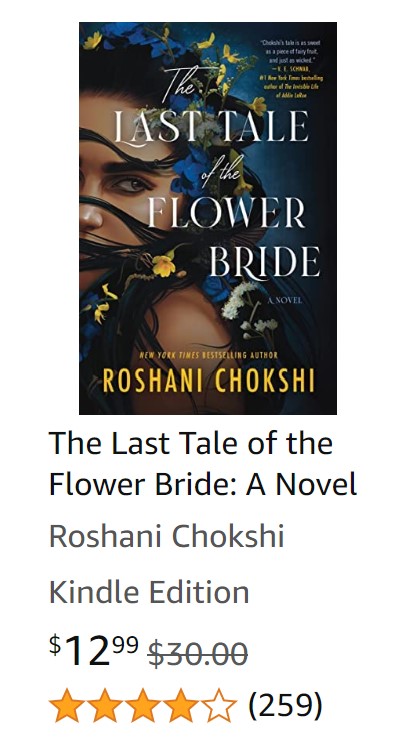 "Chokshi's tale is as sweet
as a piece of fairy fruit,
and just as wicked."
—V. E. SCHWAB,
#1 New York Times bestselling
author of The Invisible Life
of Addie LaRue
The
LAST TALE
of the
FLOWER
BRIDE
A NOVEL
NEW YORK TIMES BESTSELLING AUTHOR
ROSHANI CHOKSHI
The Last Tale of the
Flower Bride: A Novel
Roshani Chokshi
Kindle Edition
$12⁹⁹ $30.00
(259)